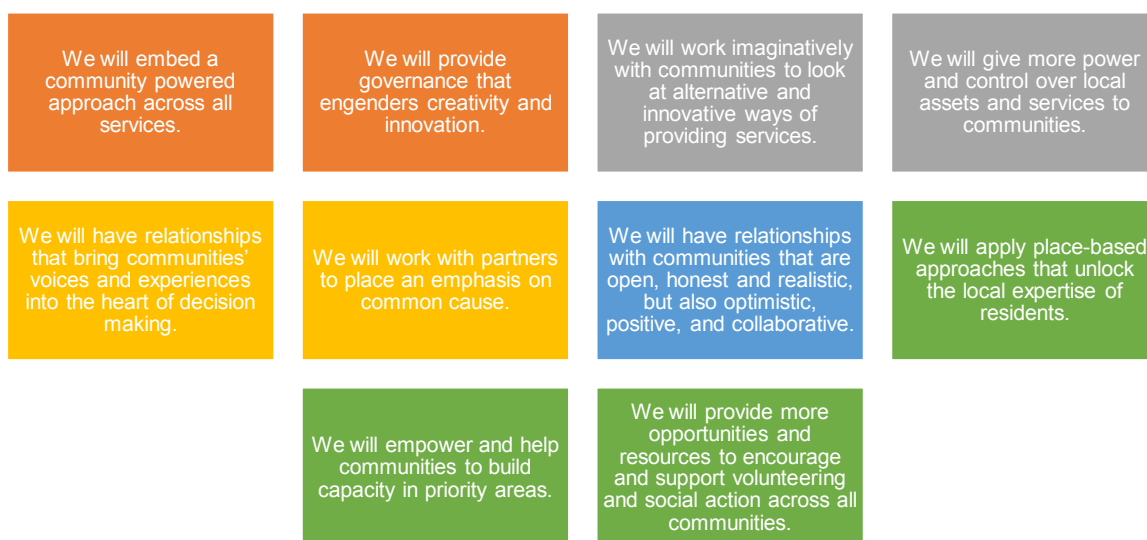 We will embed a
community powered
approach across all
services.
We will provide
governance that
engenders creativity and
innovation.
We will work imaginatively
with communities to look
at alternative and
innovative ways of
providing services.
We will give more power
and control over local
assets and services to
communities.
We will have relationships
that bring communities’
voices and experiences
into the heart of decision
making.
We will work with partners
to place an emphasis on
common cause.
We will have relationships
with communities that are
open, honest and realistic,
but also optimistic,
positive, and collaborative.
We will apply place-based
approaches that unlock
the local expertise of
residents.
We will empower and help
communities to build
capacity in priority areas.
We will provide more
opportunities and
resources to encourage
and support volunteering
and social action across all
communities.